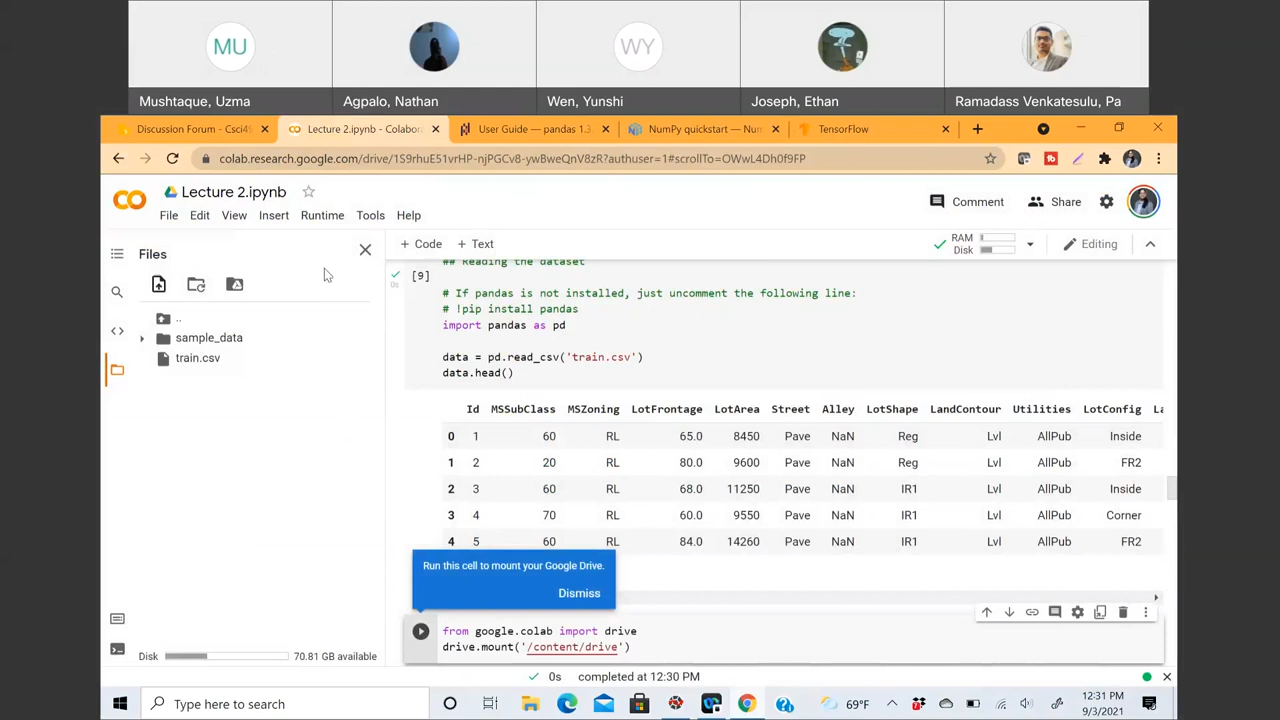 MU
WY
Mushtaque, Uzma
Agpalo, Nathan
Wen, Yunshi
Joseph, Ethan
Ramadass Venkatesulu, Pa
Discussion Forum - Csci49
Lecture 2.ipynb - Colabora
User Guide — pandas 1.3
NumPy quickstart — Num
TensorFlow
colab.research.google.com/drive/1S9rhuE51vrHP-njPGCv8-ywBweQnV8zR?authuser=1#scrollTo=OWwL4Dh0f9FP
Lecture 2.ipynb
Comment
Share
File Edit View Insert Runtime Tools Help
Files
+ Code + Text
RAM
Disk
Editing
## Reading the dataset
[9]
0s
# If pandas is not installed, just uncomment the following line:
# !pip install pandas
import pandas as pd
data = pd.read_csv('train.csv')
data.head()
..
sample_data
train.csv
Id MSSubClass MSZoning LotFrontage LotArea Street Alley LotShape LandContour Utilities LotConfig La
0 1 60 RL 65.0 8450 Pave NaN Reg Lvl AllPub Inside
1 2 20 RL 80.0 9600 Pave NaN Reg Lvl AllPub FR2
2 3 60 RL 68.0 11250 Pave NaN IR1 Lvl AllPub Inside
3 4 70 RL 60.0 9550 Pave NaN IR1 Lvl AllPub Corner
4 5 60 RL 84.0 14260 Pave NaN IR1 Lvl AllPub FR2
Run this cell to mount your Google Drive.
Dismiss
from google.colab import drive
drive.mount('/content/drive')
Disk 70.81 GB available
0s completed at 12:30 PM
Type here to search
69°F
12:31 PM
9/3/2021